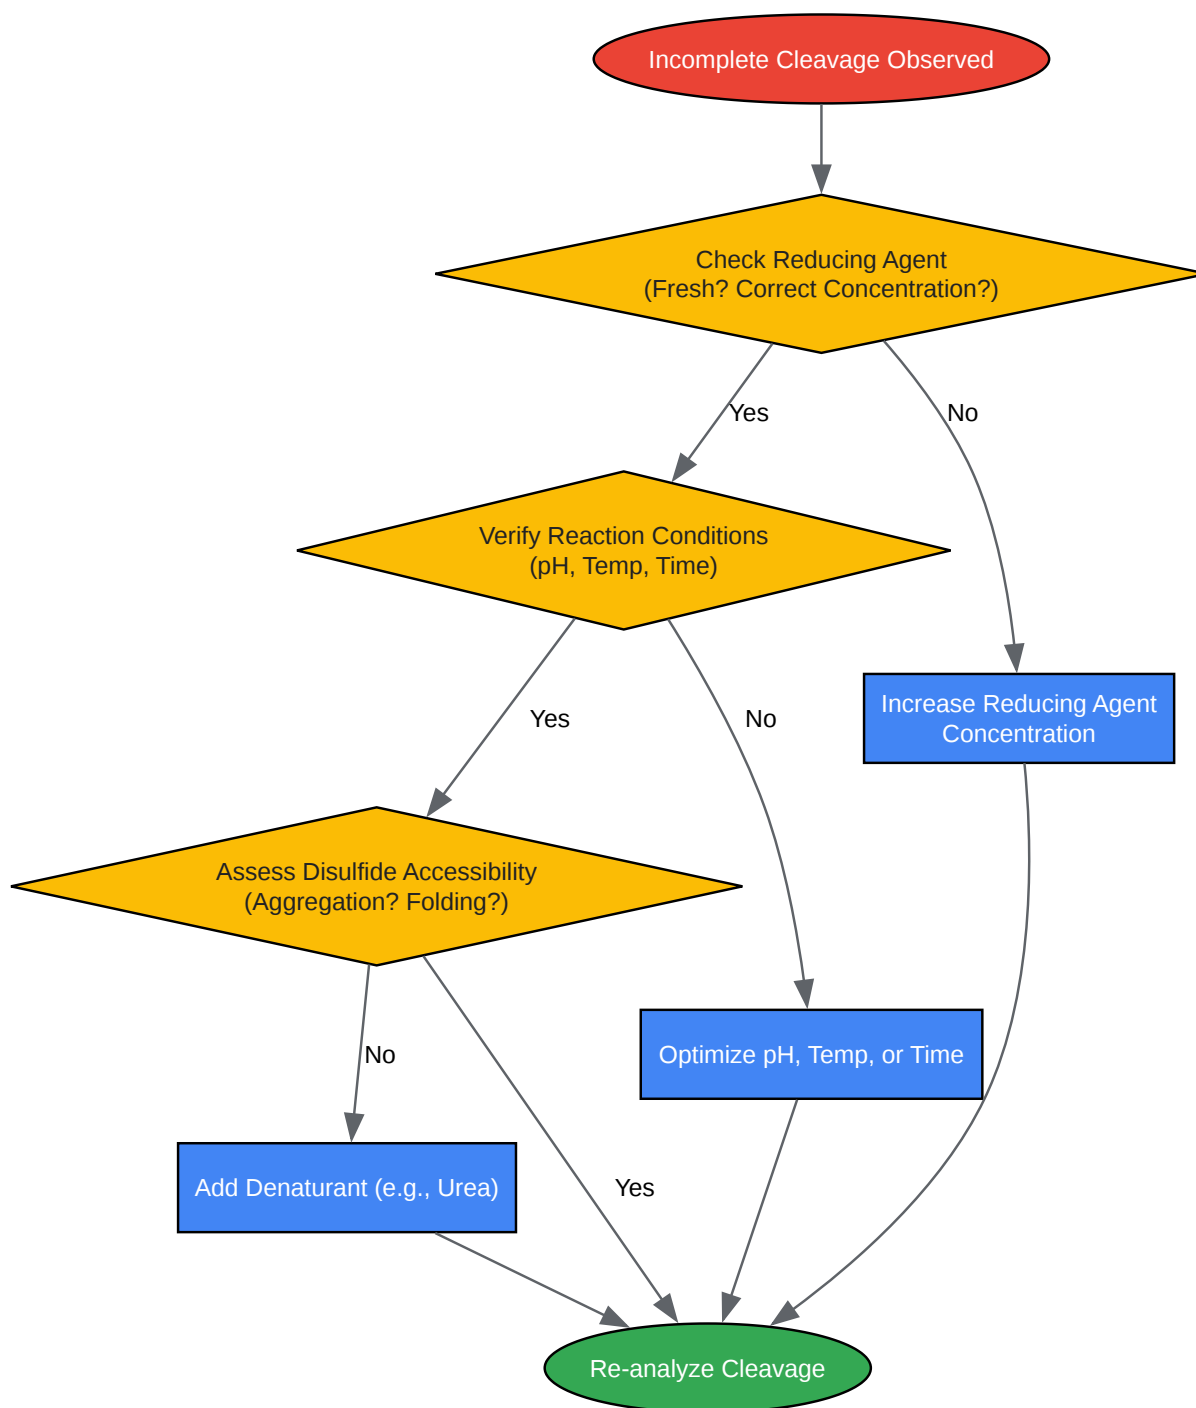 Incomplete Cleavage Observed
Check Reducing Agent
(Fresh? Correct Concentration?)
Yes
No
Verify Reaction Conditions
(pH, Temp, Time)
Increase Reducing Agent
Concentration
Yes
No
Assess Disulfide Accessibility
(Aggregation? Folding?)
No
Optimize pH, Temp, or Time
Add Denaturant (e.g., Urea)
Yes
Re-analyze Cleavage